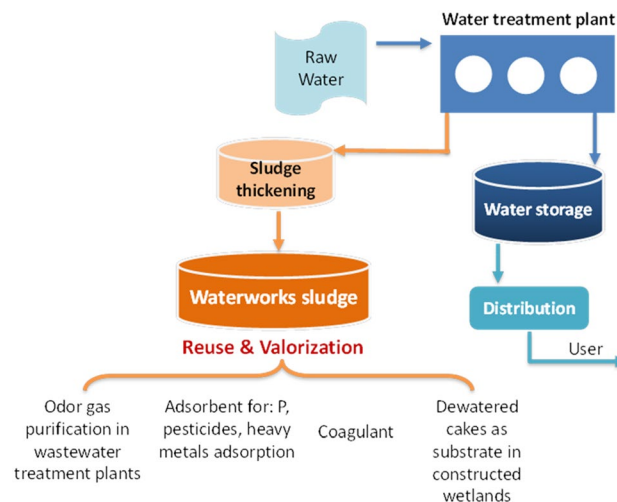 Water treatment plant
Raw
Water
Sludge
thickening
Water storage
Waterworks sludge
Distribution
Reuse & Valorization
User
Odor gas
purification in
wastewater
treatment plants
Adsorbent for: P,
pesticides, heavy
metals adsorption
Coagulant
Dewatered
cakes as
substrate in
constructed
wetlands